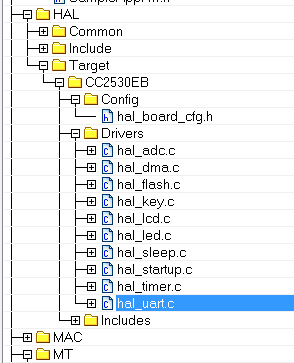 HAL
Common
Include
Target
CC2530EB
Config
hal_board_cfg.h
Drivers
hal_adc.c
hal_dma.c
hal_flash.c
hal_key.c
hal_lcd.c
hal_led.c
hal_sleep.c
hal_startup.c
hal_timer.c
hal_uart.c
Includes
MAC
MT